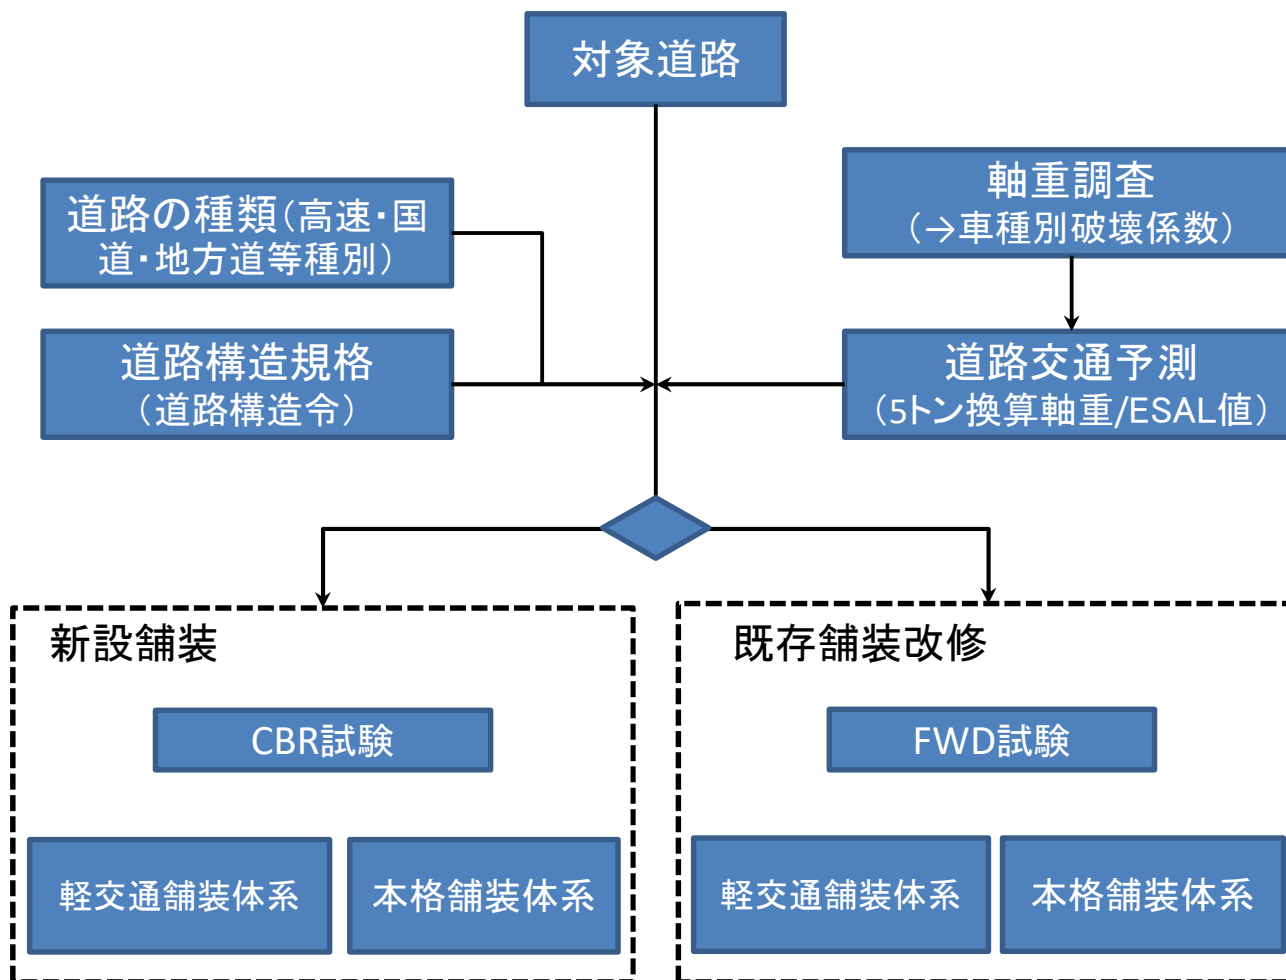 対象道路
道路の種類(高速・国
道・地方道等種別)
軸重調査
(→車種別破壊係数)
道路構造規格
(道路構造令)
道路交通予測
(5トン換算軸重/ESAL値)
新設舗装
CBR試験
軽交通舗装体系
本格舗装体系
既存舗装改修
FWD試験
軽交通舗装体系
本格舗装体系